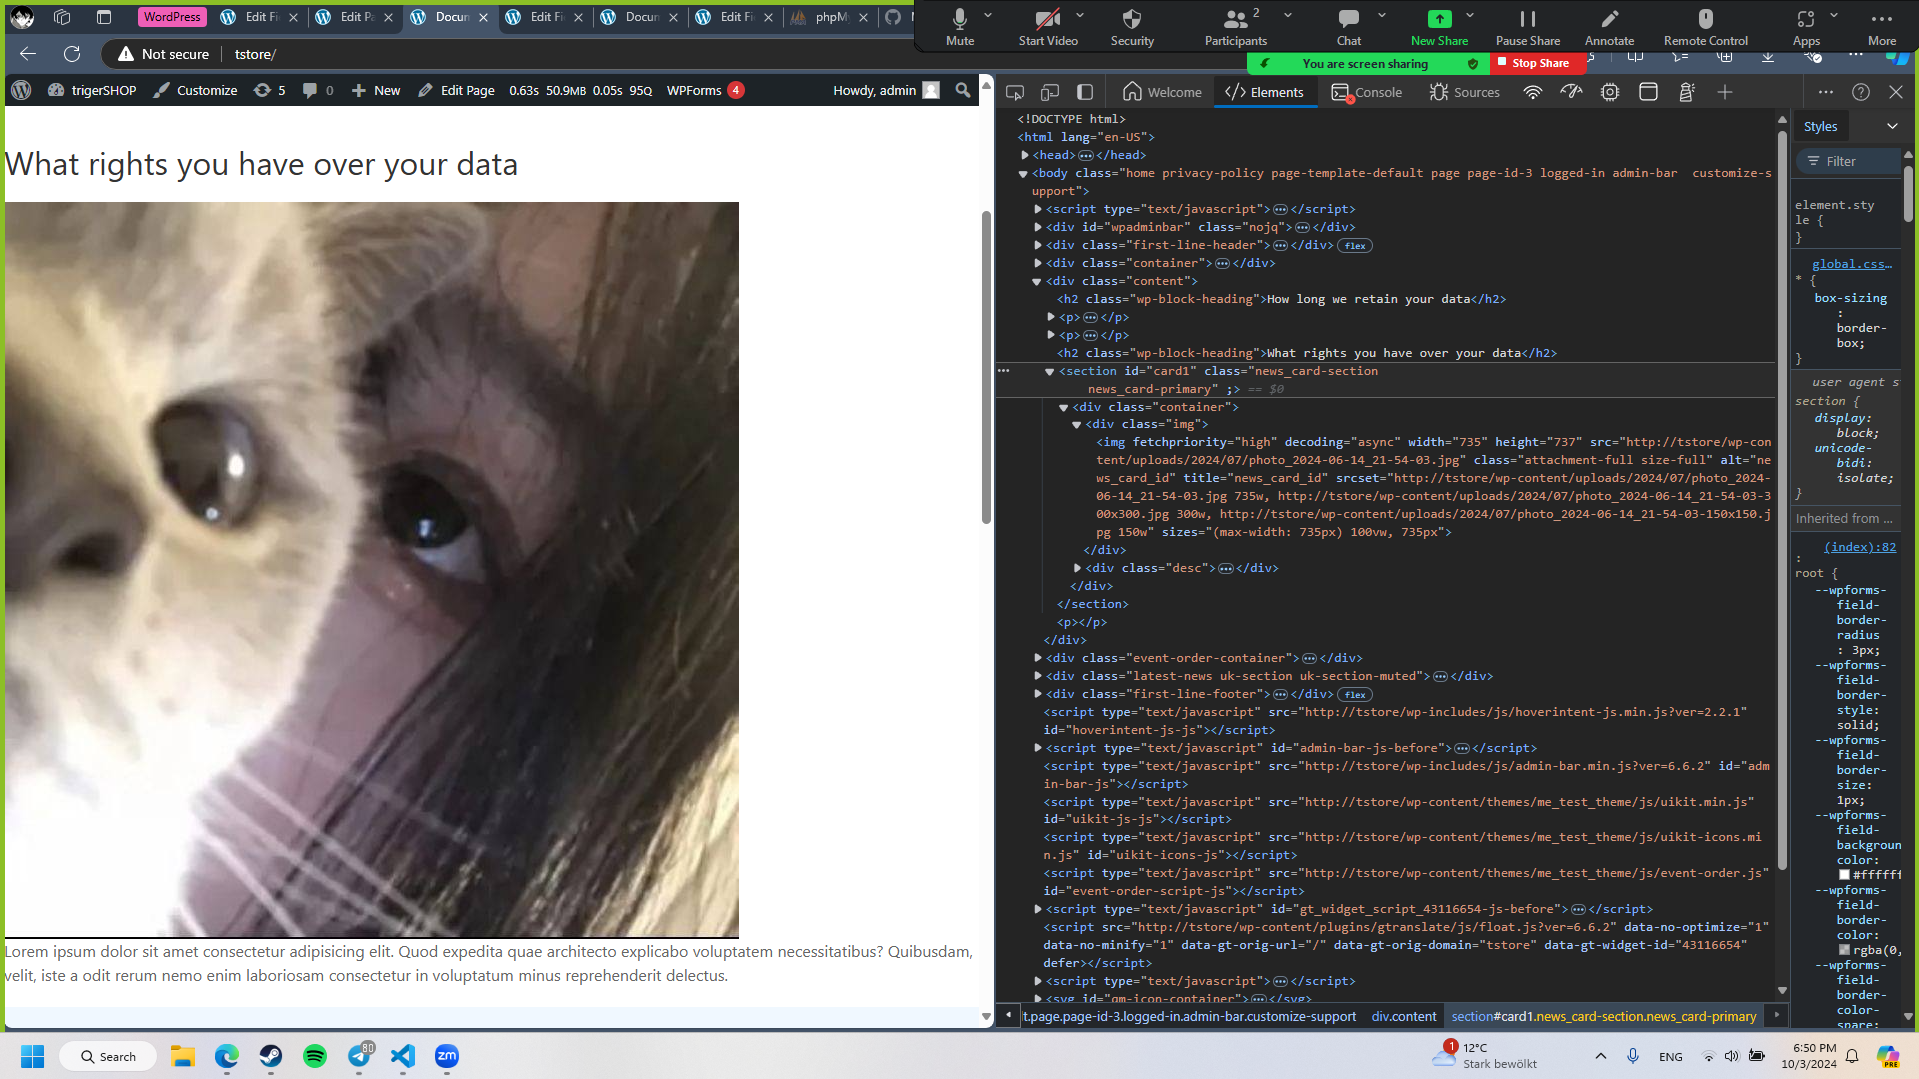 WordPress
Edit Fi
Edit Pa
Docum
Edit Fi
Docum
Edit Fi
phpMy
Mute
Start Video
Security
Participants
2
Chat
New Share
Pause Share
Annotate
Remote Control
Apps
More
You are screen sharing
Stop Share
Not secure
tstore/
trigerSHOP
Customize
5
0
New
Edit Page
0.63s 50.9MB 0.05s 95Q
WPForms
4
Howdy, admin
Welcome
Elements
Console
Sources
What rights you have over your data
Lorem ipsum dolor sit amet consectetur adipisicing elit. Quod expedita quae architecto explicabo voluptatem necessitatibus? Quibusdam,
velit, iste a odit rerum nemo enim laboriosam consectetur in voluptatum minus reprehenderit delectus.
<!DOCTYPE html>
<html lang="en-US">
<head>
</head>
<body class="home privacy-policy page-template-default page page-id-3 logged-in admin-bar  customize-s
upport">
<script type="text/javascript">
</script>
<div id="wpadminbar" class="nojq">
</div>
<div class="first-line-header">
</div>
flex
<div class="container">
</div>
<div class="content">
<h2 class="wp-block-heading">How long we retain your data</h2>
<p>
</p>
<p>
</p>
<h2 class="wp-block-heading">What rights you have over your data</h2>
<section id="card1" class="news_card-section
news_card-primary" ;> == $0
<div class="container">
<div class="img">
<img fetchpriority="high" decoding="async" width="735" height="737" src="http://tstore/wp-con
tent/uploads/2024/07/photo_2024-06-14_21-54-03.jpg" class="attachment-full size-full" alt="ne
ws_card_id" title="news_card_id" srcset="http://tstore/wp-content/uploads/2024/07/photo_2024-
06-14_21-54-03.jpg 735w, http://tstore/wp-content/uploads/2024/07/photo_2024-06-14_21-54-03-3
00x300.jpg 300w, http://tstore/wp-content/uploads/2024/07/photo_2024-06-14_21-54-03-150x150.j
pg 150w" sizes="(max-width: 735px) 100vw, 735px">
</div>
<div class="desc">
</div>
</div>
</section>
<p></p>
</div>
<div class="event-order-container">
</div>
<div class="latest-news uk-section uk-section-muted">
</div>
<div class="first-line-footer">
</div>
flex
<script type="text/javascript" src="http://tstore/wp-includes/js/hoverintent-js.min.js?ver=2.2.1"
id="hoverintent-js-js"></script>
<script type="text/javascript" id="admin-bar-js-before">
</script>
<script type="text/javascript" src="http://tstore/wp-includes/js/admin-bar.min.js?ver=6.6.2" id="adm
in-bar-js"></script>
<script type="text/javascript" src="http://tstore/wp-content/themes/me_test_theme/js/uikit.min.js"
id="uikit-js-js"></script>
<script type="text/javascript" src="http://tstore/wp-content/themes/me_test_theme/js/uikit-icons.mi
n.js" id="uikit-icons-js"></script>
<script type="text/javascript" src="http://tstore/wp-content/themes/me_test_theme/js/event-order.js"
id="event-order-script-js"></script>
<script type="text/javascript" id="gt_widget_script_43116654-js-before">
</script>
<script src="http://tstore/wp-content/plugins/gtranslate/js/float.js?ver=6.6.2" data-no-optimize="1"
data-no-minify="1" data-gt-orig-url="/" data-gt-orig-domain="tstore" data-gt-widget-id="43116654"
defer></script>
<script type="text/javascript">
</script>
<svg id="qm-icon-container">
</svg>
t.page.page-id-3.logged-in.admin-bar.customize-support
div.content
section#card1.news_card-section.news_card-primary
Styles
Filter
element.sty
le {
}
global.css…
* {
box-sizing
:
border-
box;
}
user agent s
section {
display:
block;
unicode-
bidi:
isolate;
}
Inherited from ...
(index):82
:
root {
--wpforms-
field-
border-
radius
: 3px;
--wpforms-
field-
border-
style:
solid;
--wpforms-
field-
border-
size:
1px;
--wpforms-
field-
backgroun
color:
#ffffff
--wpforms-
field-
border-
color:
rgba(0,
--wpforms-
field-
border-
color-
spare:
Search
80
zm
1
12°C
Stark bewölkt
ENG
6:50 PM
10/3/2024
PRE